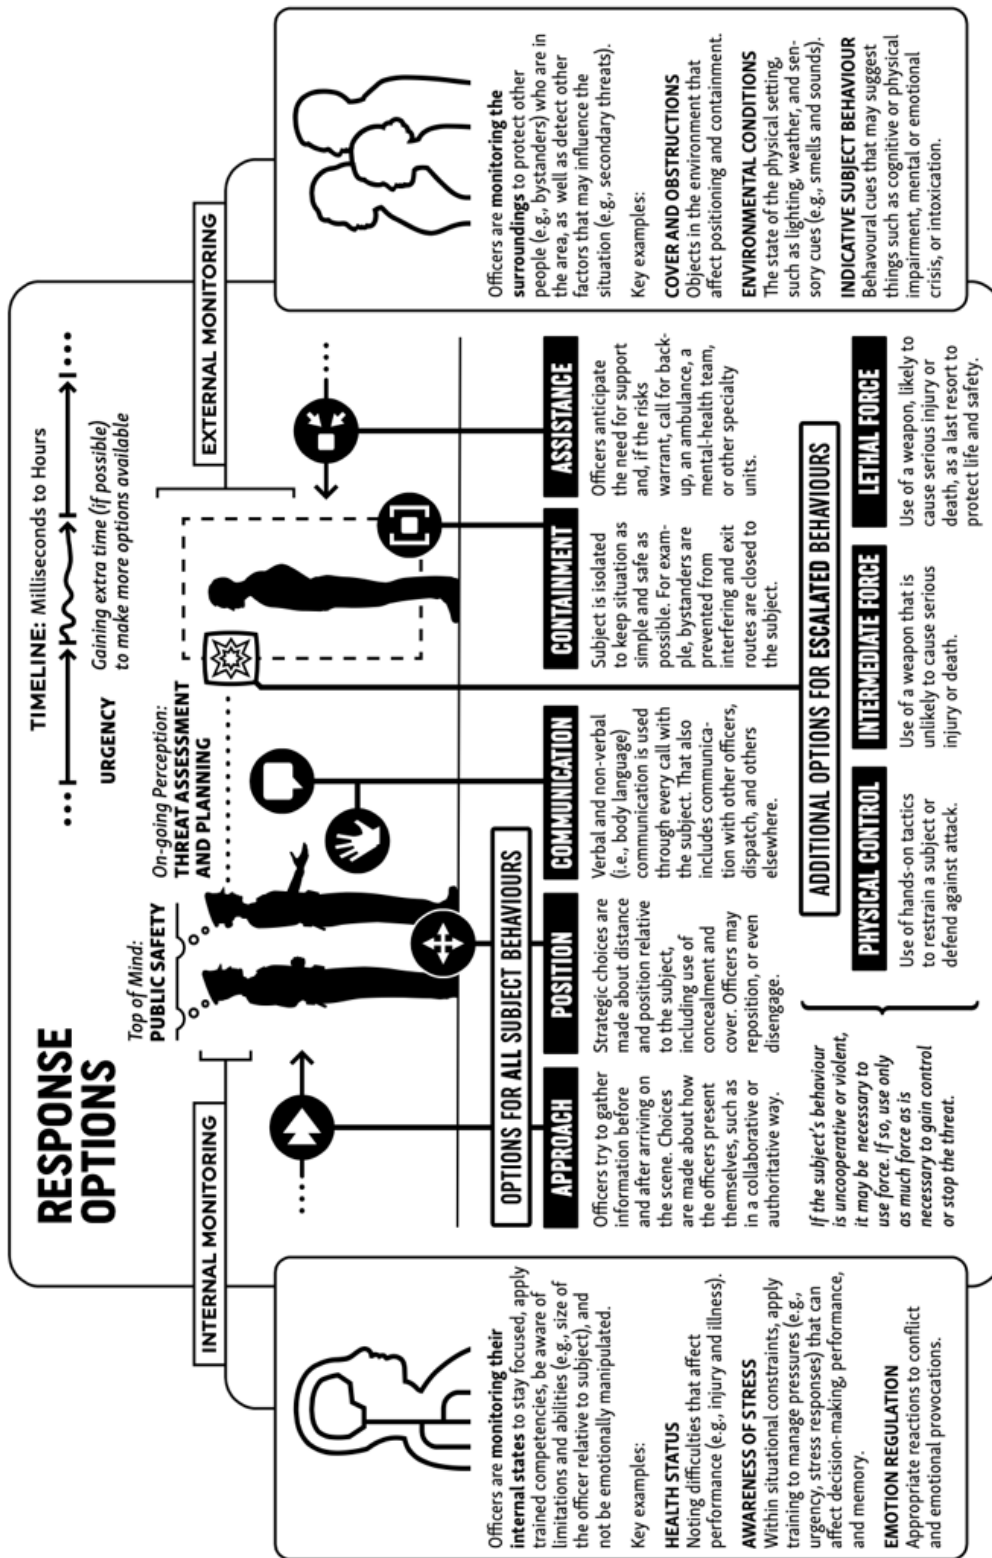 RESPONSE
OPTIONS
TIMELINE: Milliseconds to Hours
URGENCY
Gaining extra time (if possible)
to make more options available
INTERNAL MONITORING
Top of Mind:
PUBLIC SAFETY
On-going Perception:
THREAT ASSESSMENT
AND PLANNING
EXTERNAL MONITORING
Officers are monitoring their
internal states to stay focused, apply
trained competencies, be aware of
limitations and abilities (e.g., size of
the officer relative to subject), and
not be emotionally manipulated.
Key examples:
HEALTH STATUS
Noting difficulties that affect
performance (e.g., injury and illness).
AWARENESS OF STRESS
Within situational constraints, apply
training to manage pressures (e.g.,
urgency, stress responses) that can
affect decision-making, performance,
and memory.
EMOTION REGULATION
Appropriate reactions to conflict
and emotional provocations.
OPTIONS FOR ALL SUBJECT BEHAVIOURS
APPROACH
Officers try to gather
information before
and after arriving on
the scene. Choices
are made about how
the officers present
themselves, such as
in a collaborative or
authoritative way.
POSITION
Strategic choices are
made about distance
and position relative
to the subject,
including use of
concealment and
cover. Officers may
reposition, or even
disengage.
COMMUNICATION
Verbal and non-verbal
(i.e., body language)
communication is used
through every call with
the subject. That also
includes communica-
tion with other officers,
dispatch, and others
elsewhere.
CONTAINMENT
Subject is isolated
to keep situation as
simple and safe as
possible. For exam-
ple, bystanders are
prevented from
interfering and exit
routes are closed to
the subject.
ASSISTANCE
Officers anticipate
the need for support
and, if the risks
warrant, call for back-
up, an ambulance, a
mental-health team,
or other specialty
units.
If the subject's behaviour
is uncooperative or violent,
it may be necessary to
use force. If so, use only
as much force as is
necessary to gain control
or stop the threat.
ADDITIONAL OPTIONS FOR ESCALATED BEHAVIOURS
PHYSICAL CONTROL
Use of hands-on tactics
to restrain a subject or
defend against attack.
INTERMEDIATE FORCE
Use of a weapon that is
unlikely to cause serious
injury or death.
LETHAL FORCE
Use of a weapon, likely to
cause serious injury or
death, as a last resort to
protect life and safety.
Officers are monitoring the
surroundings to protect other
people (e.g., bystanders) who are in
the area, as well as detect other
factors that may influence the
situation (e.g., secondary threats).
Key examples:
COVER AND OBSTRUCTIONS
Objects in the environment that
affect positioning and containment.
ENVIRONMENTAL CONDITIONS
The state of the physical setting,
such as lighting, weather, and sen-
sory cues (e.g., smells and sounds).
INDICATIVE SUBJECT BEHAVIOUR
Behavioural cues that may suggest
things such as cognitive or physical
impairment, mental or emotional
crisis, or intoxication.